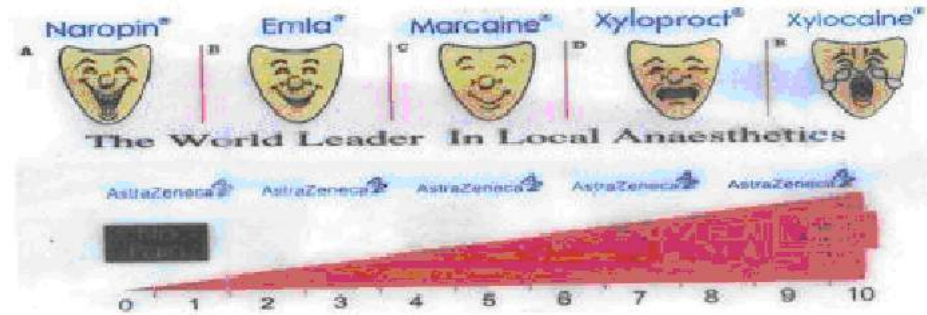 Naropin® Emla® Marcaine® Xyloproct® Xylocaine®
A B C D E
The World Leader In Local Anaesthetics
AstraZeneca AstraZeneca AstraZeneca AstraZeneca AstraZeneca
0 1 2 3 4 5 6 7 8 9 10